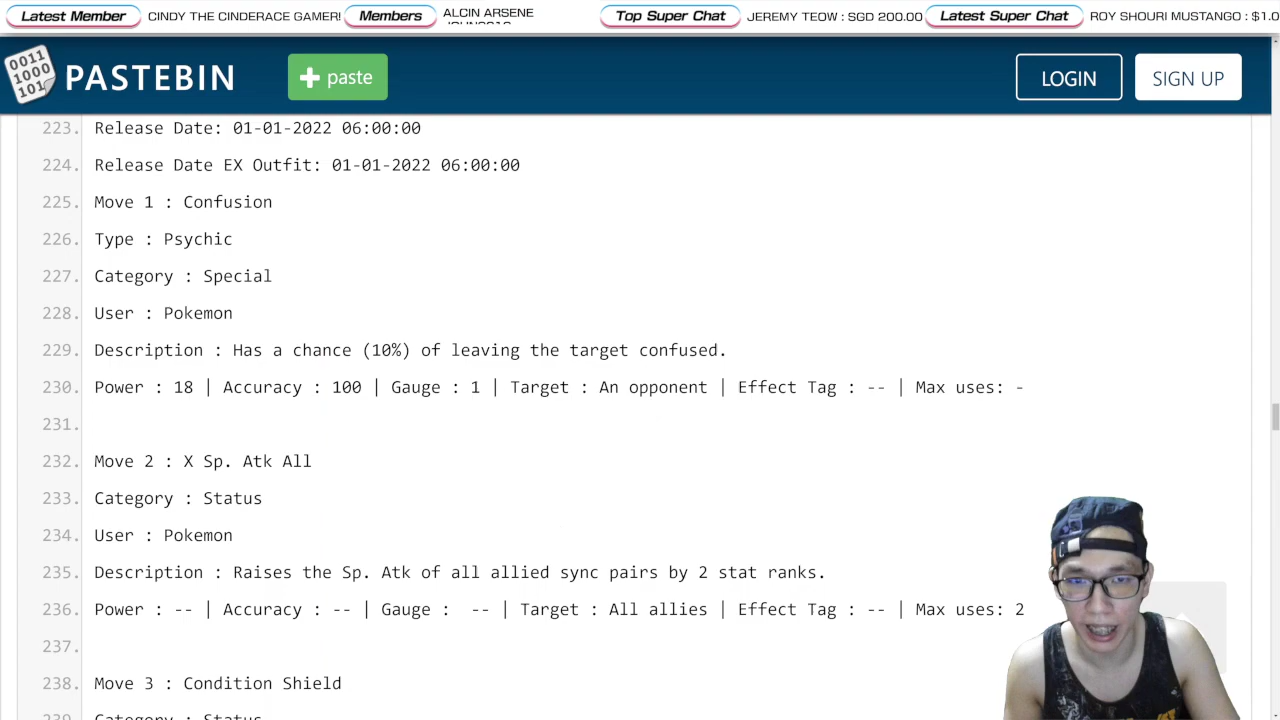 Latest Member CINDY THE CINDERACE GAMER! Members ALCIN ARSENE Top Super Chat JEREMY TEOW: SGD 200.00 Latest Super Chat ROY SHOURI MUSTANGO : $1.0
0011
1000
101
PASTEBIN + paste LOGIN SIGN UP
223. Release Date: 01-01-2022 06:00:00
224. Release Date EX Outfit: 01-01-2022 06:00:00
225. Move 1 : Confusion
226. Type : Psychic
227. Category : Special
228. User : Pokemon
229. Description : Has a chance (10%) of leaving the target confused.
230. Power : 18 | Accuracy : 100 | Gauge : 1 | Target : An opponent | Effect Tag : -- | Max uses: -
231.
232. Move 2 : X Sp. Atk All
233. Category : Status
234. User : Pokemon
235. Description : Raises the Sp. Atk of all allied sync pairs by 2 stat ranks.
236. Power : -- | Accuracy : -- | Gauge :  -- | Target : All allies | Effect Tag : -- | Max uses: 2
237.
238. Move 3 : Condition Shield
239. Category : Status